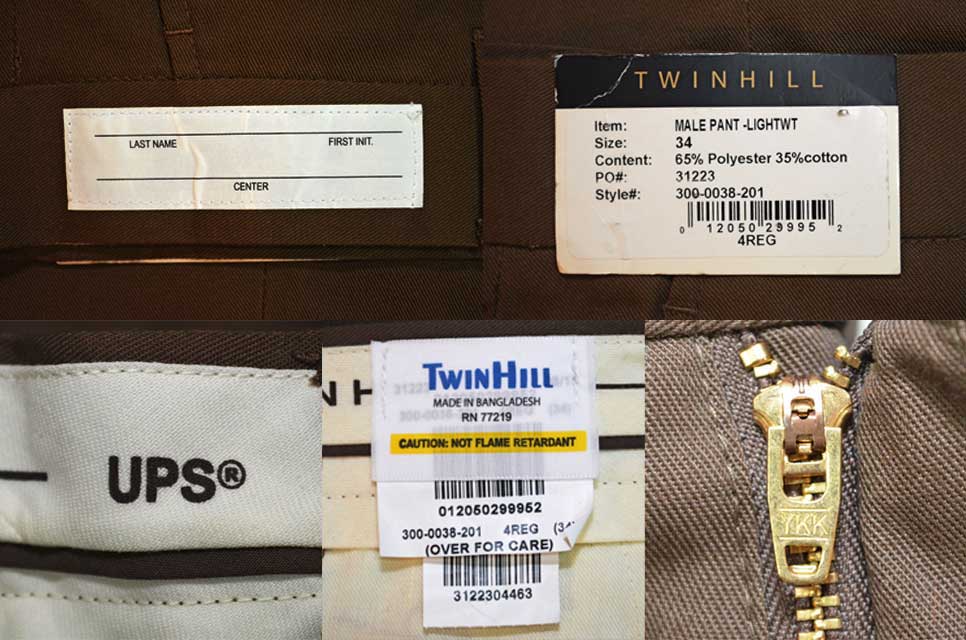 LAST NAME FIRST INIT.
CENTER
TWINHILL
Item: MALE PANT -LIGHTWT
Size: 34
Content: 65% Polyester 35%cotton
PO#: 31223
Style#: 300-0038-201
0 12050 29995 2
4REG
UPS®
N H
TWINHILL
MADE IN BANGLADESH
RN 77219
CAUTION: NOT FLAME RETARDANT
012050299952
300-0038-201 4REG (34
(OVER FOR CARE)
3122304463
YKK